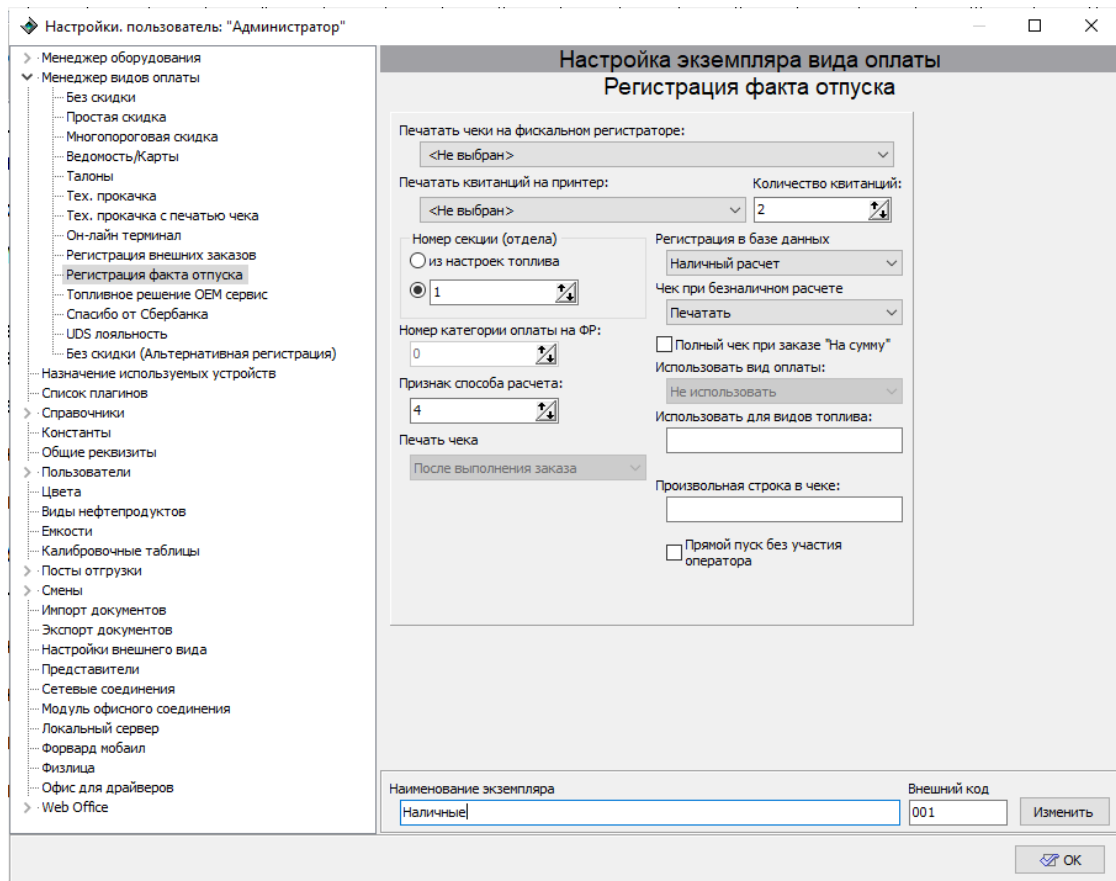 Настройки. пользователь: "Администратор"
Менеджер оборудования
Менеджер видов оплаты
Без скидки
Простая скидка
Многопороговая скидка
Ведомость/Карты
Талоны
Тех. прокачка
Тех. прокачка с печатью чека
Он-лайн терминал
Регистрация внешних заказов
Регистрация факта отпуска
Топливное решение OEM сервис
Спасибо от Сбербанка
UDS лояльность
Без скидки (Альтернативная регистрация)
Назначение используемых устройств
Список плагинов
Справочники
Константы
Общие реквизиты
Пользователи
Цвета
Виды нефтепродуктов
Емкости
Калибровочные таблицы
Посты отгрузки
Смены
Импорт документов
Экспорт документов
Настройки внешнего вида
Представители
Сетевые соединения
Модуль офисного соединения
Локальный сервер
Форвард мобаил
Физлица
Офис для драйверов
Web Office
Настройка экземпляра вида оплаты
Регистрация факта отпуска
Печатать чеки на фискальном регистраторе:
<Не выбран>
Печатать квитанций на принтер:
Количество квитанций:
<Не выбран>
2
Номер секции (отдела)
из настроек топлива
1
Номер категории оплаты на ФР:
0
Признак способа расчета:
4
Печать чека
После выполнения заказа
Регистрация в базе данных
Наличный расчет
Чек при безналичном расчете
Печатать
Полный чек при заказе "На сумму"
Использовать вид оплаты:
Не использовать
Использовать для видов топлива:
Произвольная строка в чеке:
Прямой пуск без участия
оператора
Наименование экземпляра
Внешний код
Наличные
001
Изменить
OK